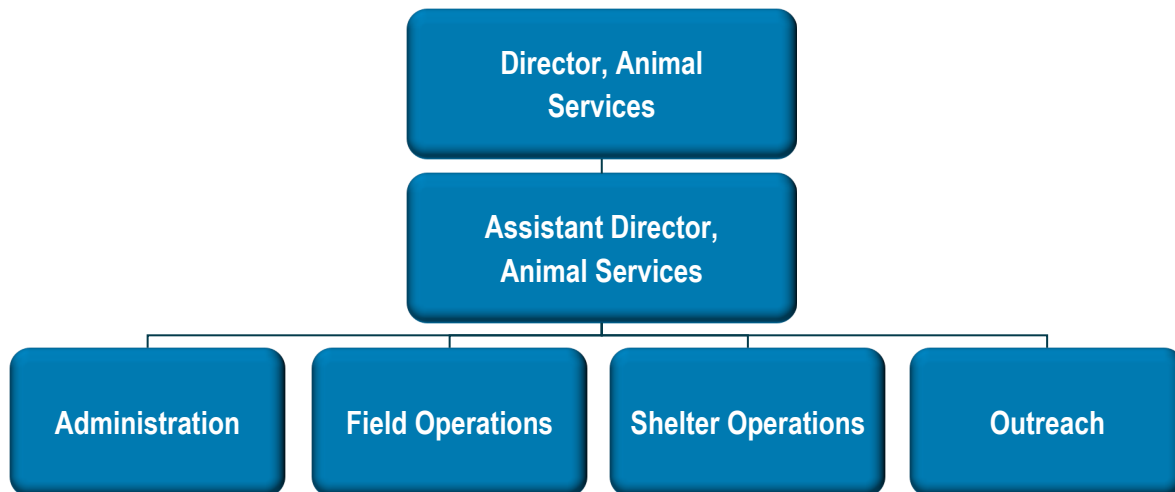 Director, Animal
Services
Assistant Director,
Animal Services
Administration
Field Operations
Shelter Operations
Outreach